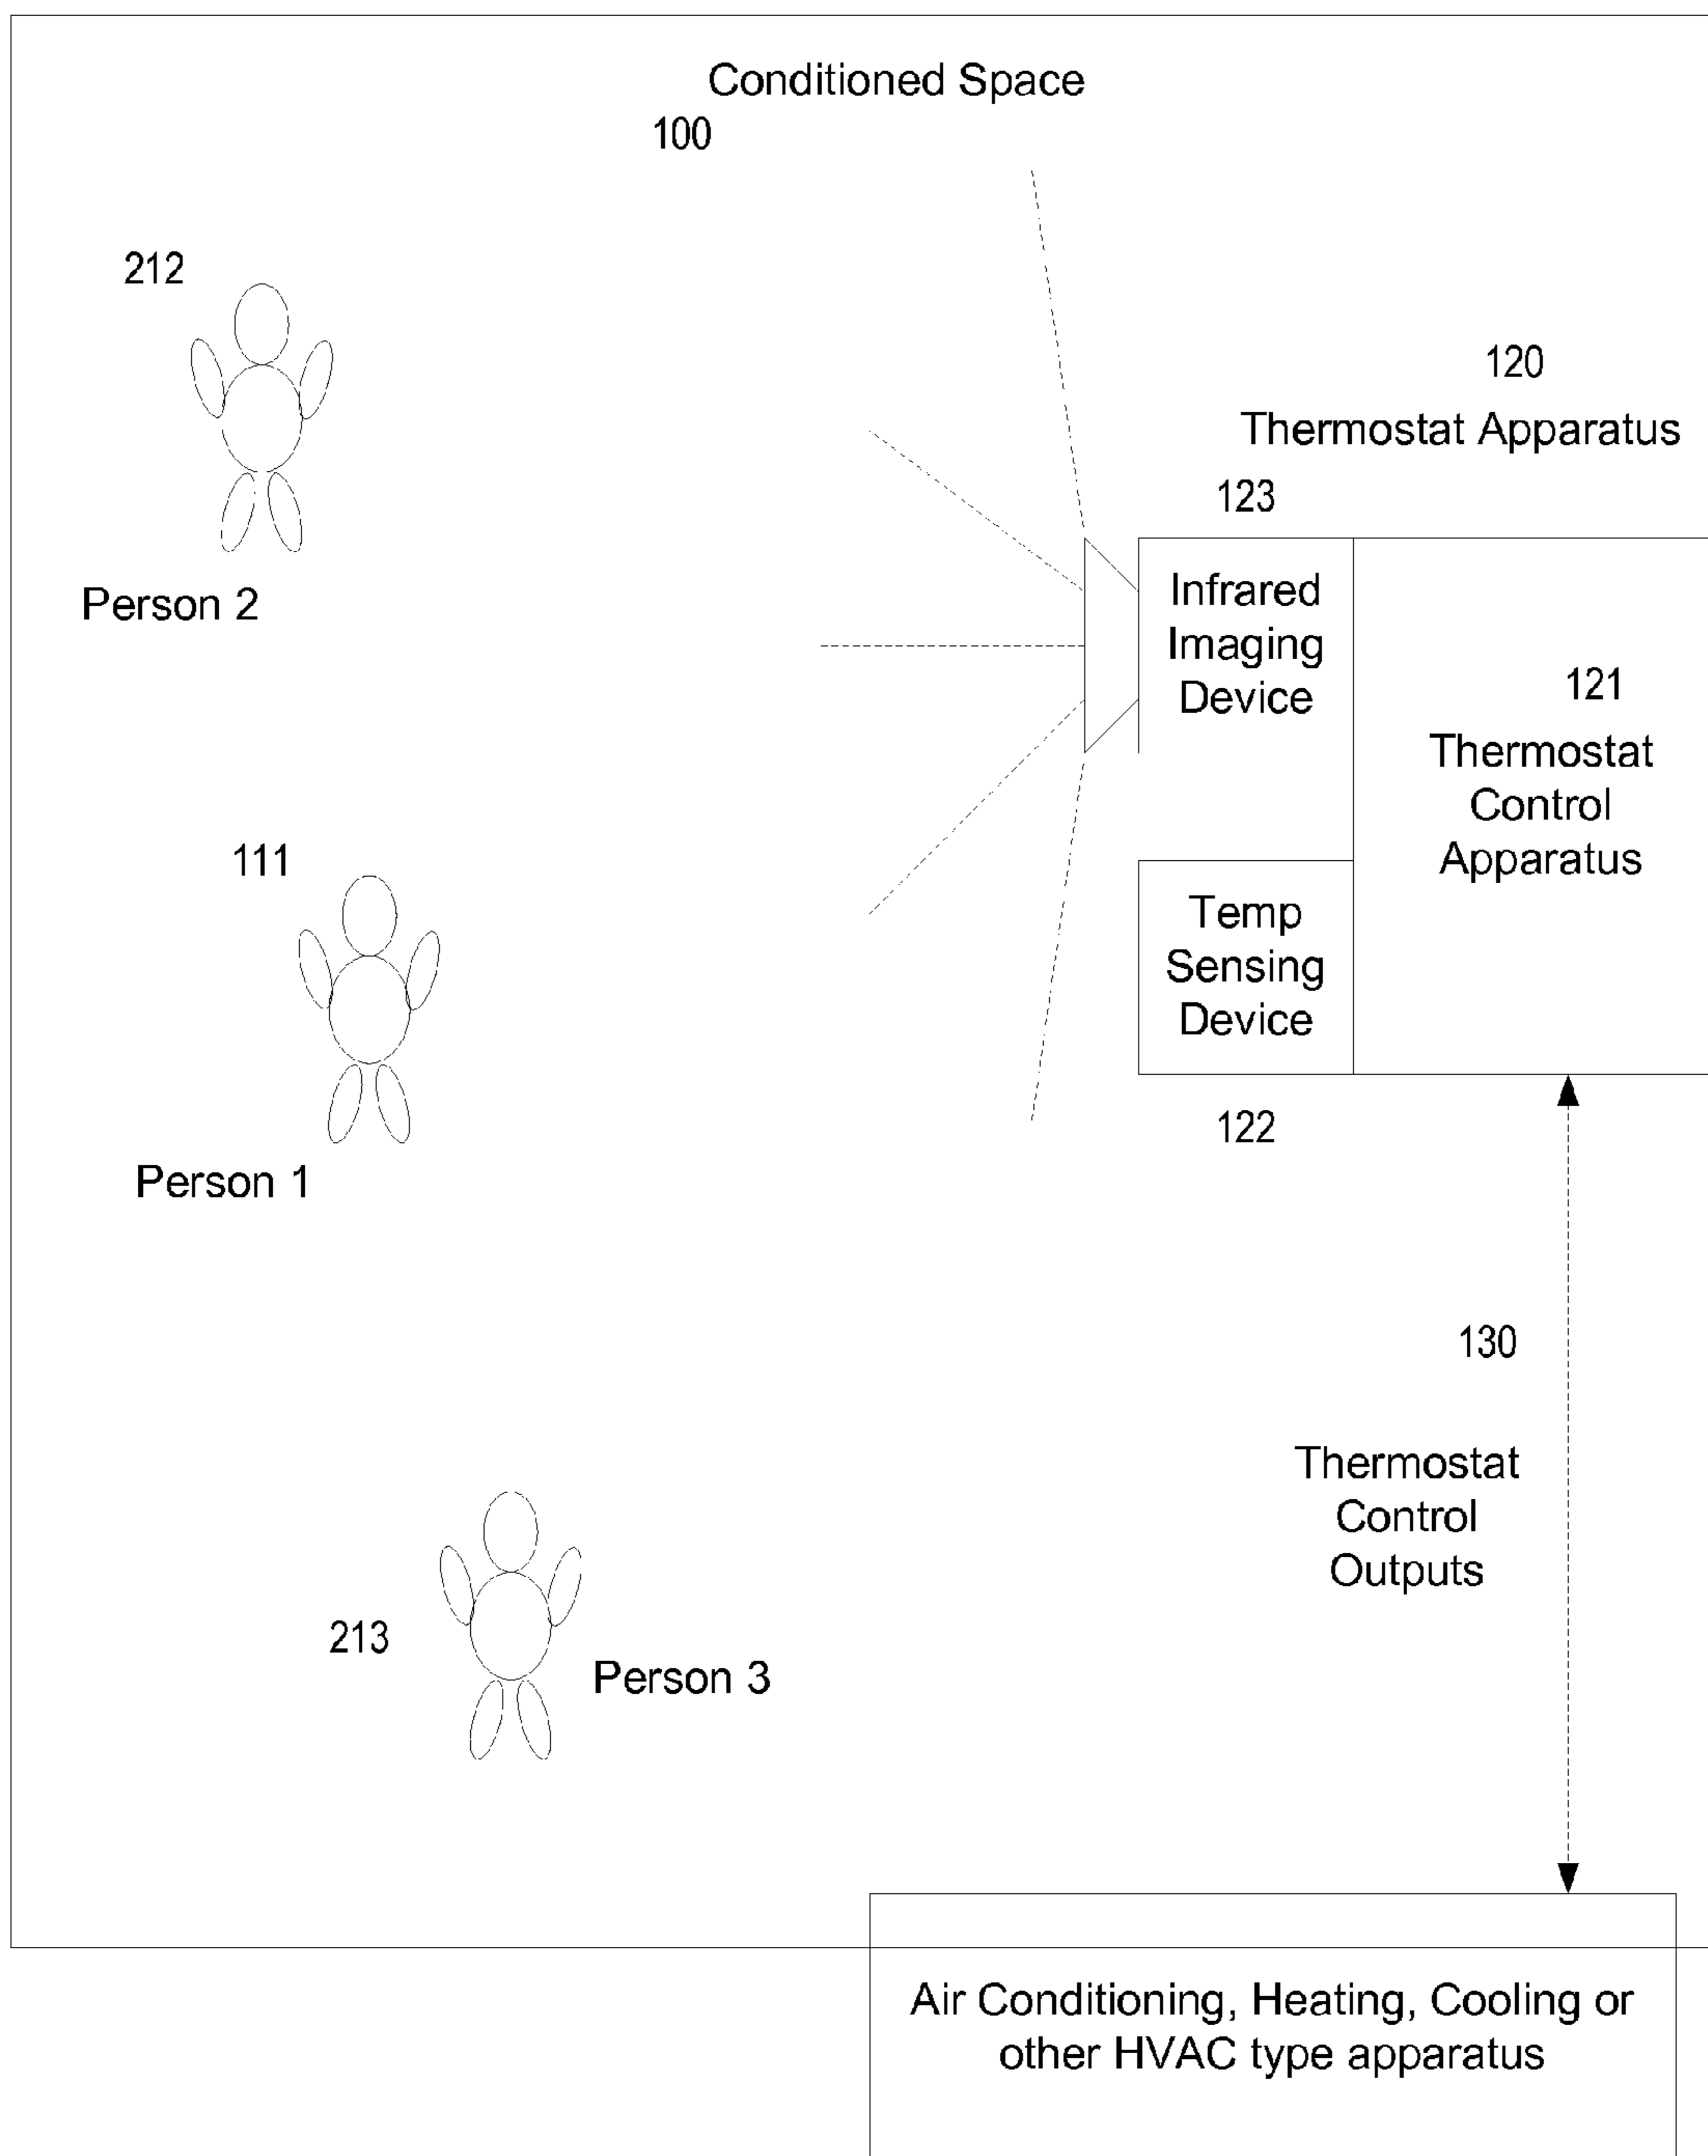 Conditioned Space
100
212
Person 2
120
Thermostat Apparatus
123
Infrared
Imaging
Device
121
Thermostat
Control
Apparatus
111
Person 1
Temp
Sensing
Device
122
130
Thermostat
Control
Outputs
213
Person 3
Air Conditioning, Heating, Cooling or
other HVAC type apparatus